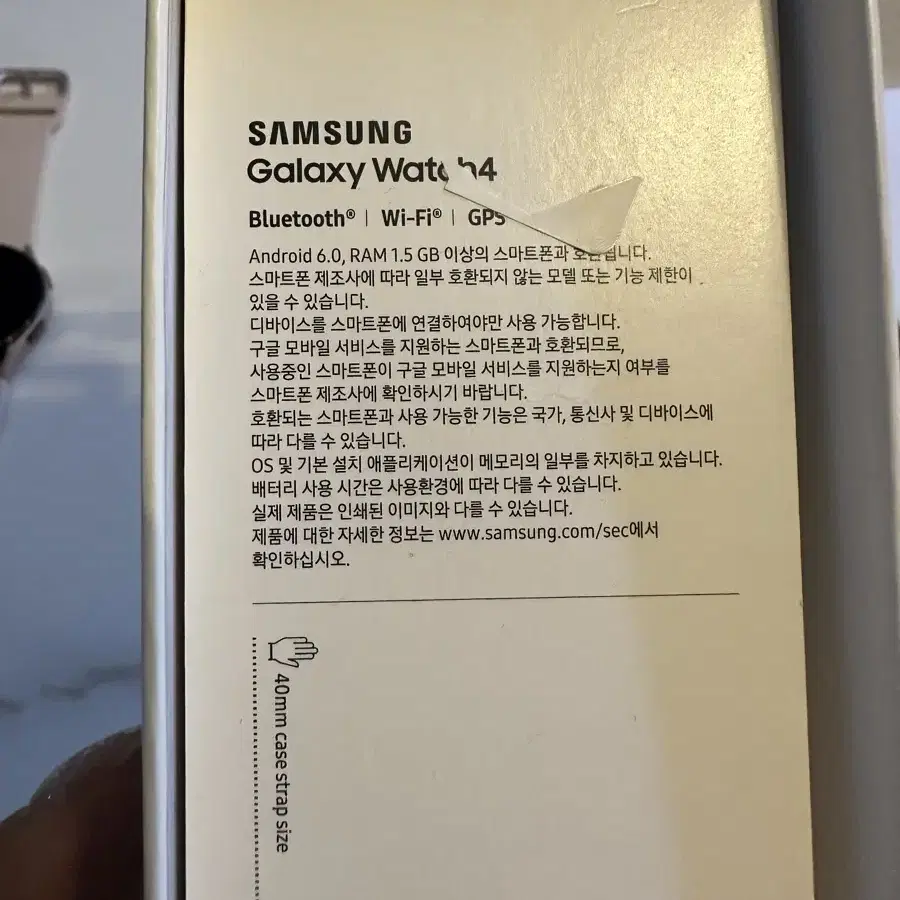 SAMSUNG
Galaxy Watch4
Bluetooth® | Wi-Fi® | GPS
Android 6.0, RAM 1.5 GB 이상의 스마트폰과 호환됩니다.
스마트폰 제조사에 따라 일부 호환되지 않는 모델 또는 기능 제한이
있을 수 있습니다.
디바이스를 스마트폰에 연결하여야만 사용 가능합니다.
구글 모바일 서비스를 지원하는 스마트폰과 호환되므로,
사용중인 스마트폰이 구글 모바일 서비스를 지원하는지 여부를
스마트폰 제조사에 확인하시기 바랍니다.
호환되는 스마트폰과 사용 가능한 기능은 국가, 통신사 및 디바이스에
따라 다를 수 있습니다.
OS 및 기본 설치 애플리케이션이 메모리의 일부를 차지하고 있습니다.
배터리 사용 시간은 사용환경에 따라 다를 수 있습니다.
실제 제품은 인쇄된 이미지와 다를 수 있습니다.
제품에 대한 자세한 정보는 www.samsung.com/sec에서
확인하십시오.
40mm case strap size